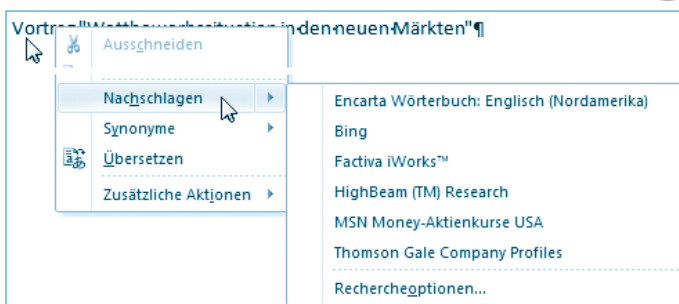 Vortrag·"Wettbewerbssituation·in·den·neuen·Märkten"¶
Ausschneiden
Nachschlagen
Synonyme
Übersetzen
Zusätzliche Aktionen
Encarta Wörterbuch: Englisch (Nordamerika)
Bing
Factiva iWorks™
HighBeam (TM) Research
MSN Money-Aktienkurse USA
Thomson Gale Company Profiles
Rechercheoptionen...